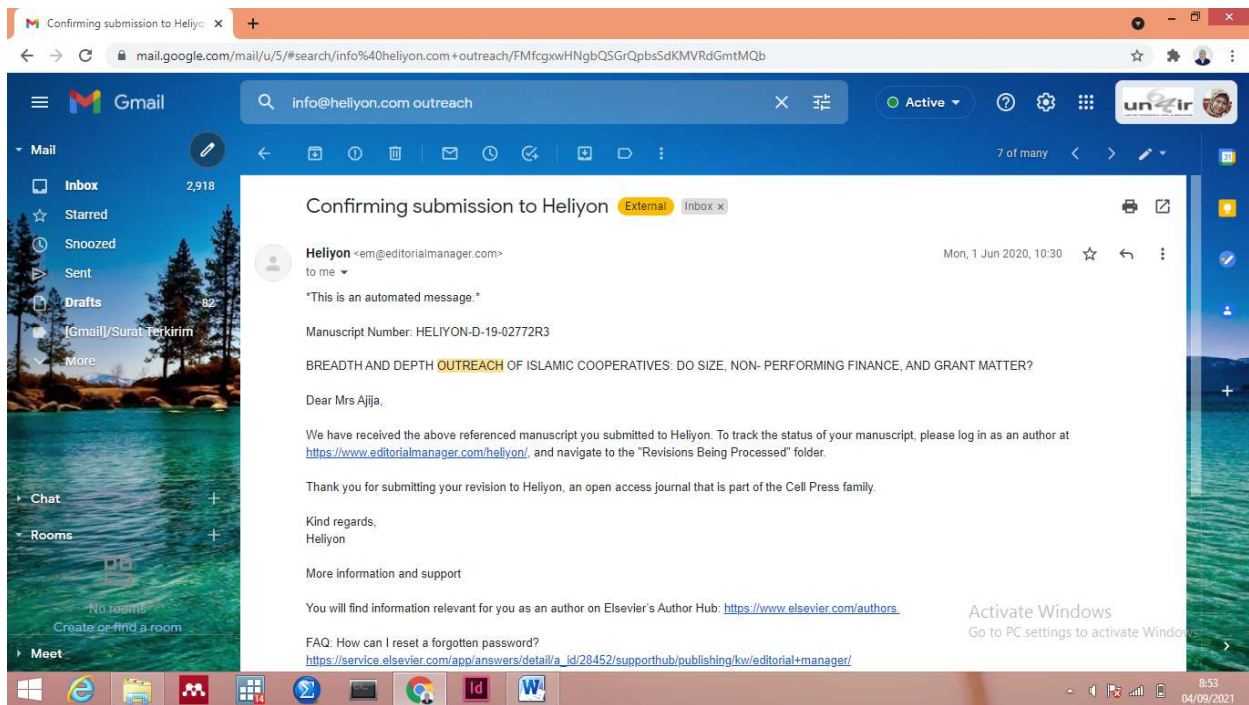 Confirming submission to Heliyo
mail.google.com/mail/u/5/#search/info%40heliyon.com+outreach/FMfcgxwHNgbQSGrQpbsSdKMVRdGmtMQb
Gmail
info@heliyon.com outreach
Active
Mail
7 of many
31
Inbox 2,918
Starred
Snoozed
Sent
Drafts 82
[Gmail]/Surat Terkirim
More
Chat
Rooms
No rooms
Create or find a room
Meet
Confirming submission to Heliyon External Inbox x
Heliyon <em@editorialmanager.com> Mon, 1 Jun 2020, 10:30
to me
*This is an automated message.*
Manuscript Number: HELIYON-D-19-02772R3
BREADTH AND DEPTH OUTREACH OF ISLAMIC COOPERATIVES: DO SIZE, NON- PERFORMING FINANCE, AND GRANT MATTER?
Dear Mrs Ajija,
We have received the above referenced manuscript you submitted to Heliyon. To track the status of your manuscript, please log in as an author at
https://www.editorialmanager.com/heliyon/, and navigate to the "Revisions Being Processed" folder.
Thank you for submitting your revision to Heliyon, an open access journal that is part of the Cell Press family.
Kind regards,
Heliyon
More information and support
You will find information relevant for you as an author on Elsevier's Author Hub: https://www.elsevier.com/authors.
FAQ: How can I reset a forgotten password?
https://service.elsevier.com/app/answers/detail/a_id/28452/supporthub/publishing/kw/editorial+manager/
Activate Windows
Go to PC settings to activate Windows.
14
Id
W
8:53
04/09/2021